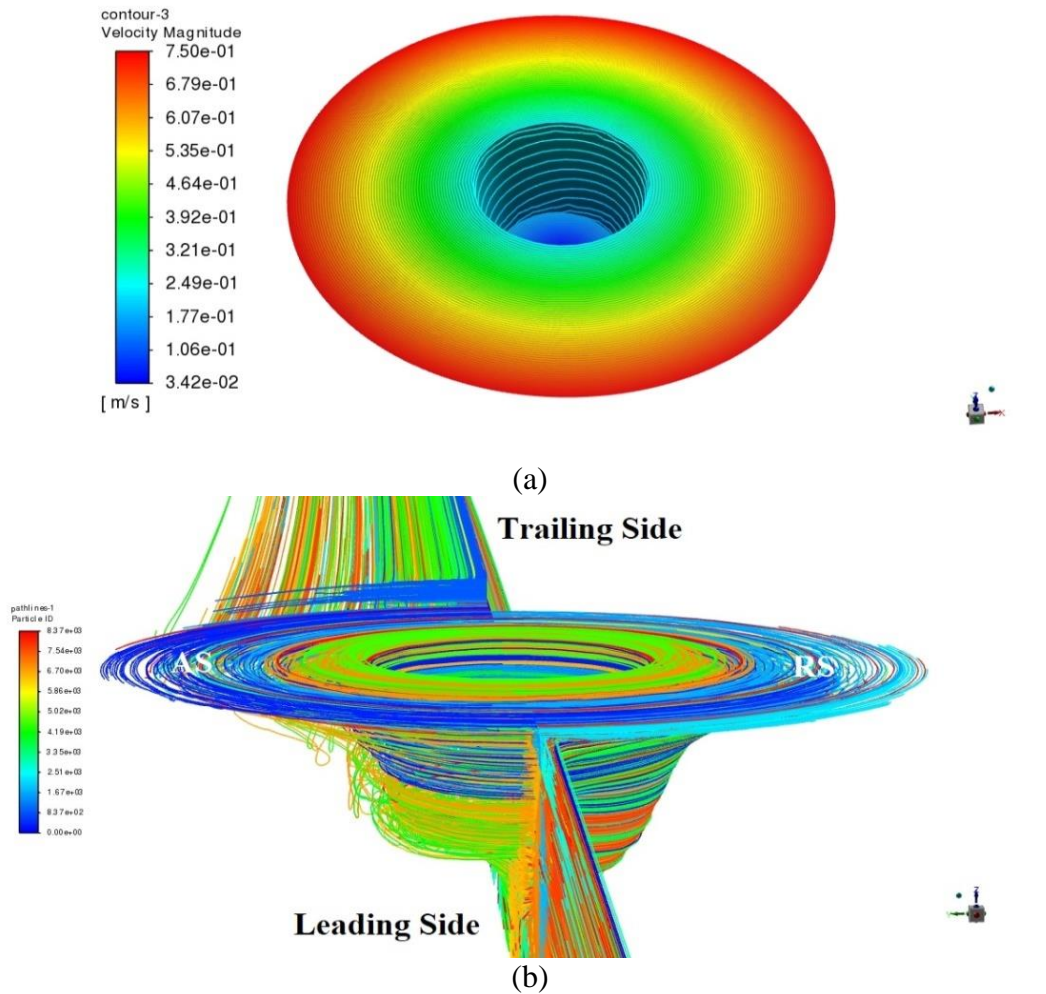 contour-3
Velocity Magnitude
7.50e-01
6.79e-01
6.07e-01
5.35e-01
4.64e-01
3.92e-01
3.21e-01
2.49e-01
1.77e-01
1.06e-01
3.42e-02
[ m/s ]
Z
X
(a)
Trailing Side
pathlines-1
Particle ID
8.37e+03
7.54e+03
6.70e+03
5.86e+03
5.02e+03
4.19e+03
3.35e+03
2.51e+03
1.67e+03
8.37e+02
0.00e+00
AS
RS
Leading Side
Z
Y
(b)